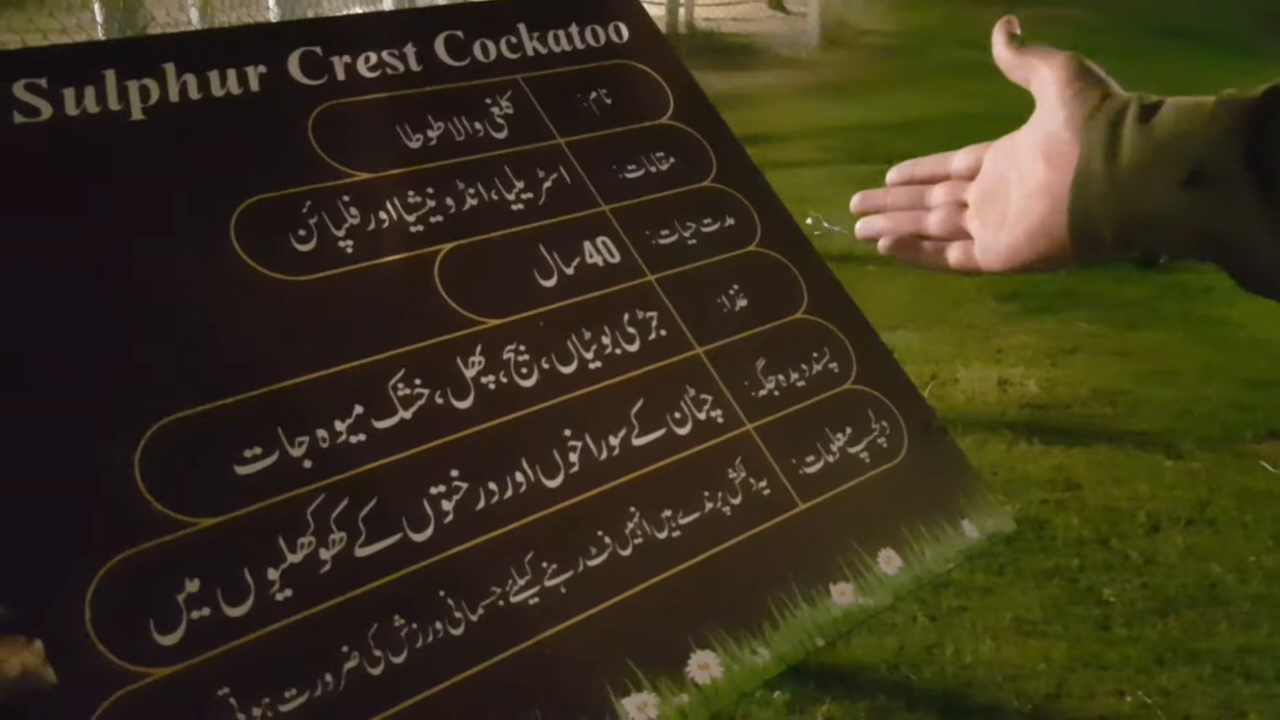 Sulphur Crest Cockatoo
نام: کلغی والا طوطا
مقامات: اسٹریلیا، انڈونیشیا اور فلپائن
مدت حیات: 40 سال
غذا: جڑی بوٹیاں، بیج، پھل، خشک میوہ جات
پسندیدہ جگہ: چٹان کے سوراخوں اور درختوں کے کھوکھلیوں میں
دلچسپ معلومات: یہ دلکش پرندے ہیں انہیں فٹ رہنے کیلئے جسمانی ورزش کی ضرورت ہوتی